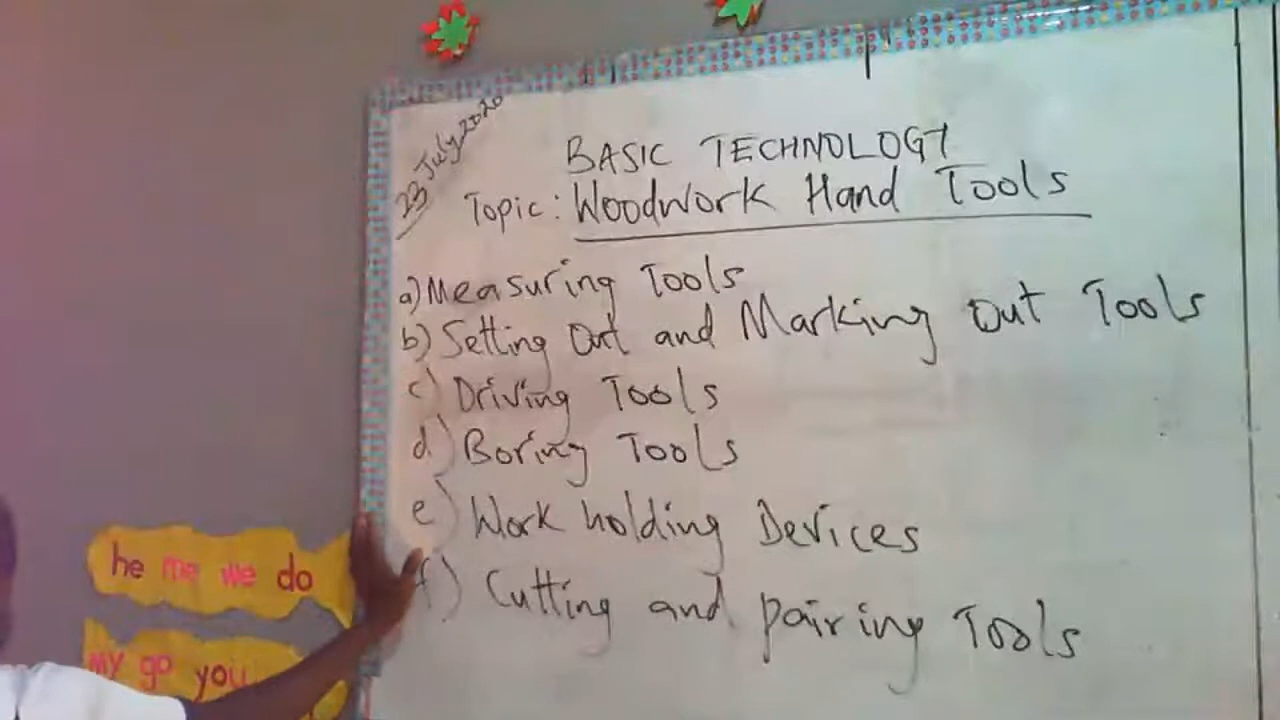 23 July 2020
BASIC TECHNOLOGY
Topic: Woodwork Hand Tools
a) Measuring Tools
b) Setting Out and Marking Out Tools
c) Driving Tools
d) Boring Tools
e) Work holding Devices
f) Cutting and pairing Tools
he me we do
my go you